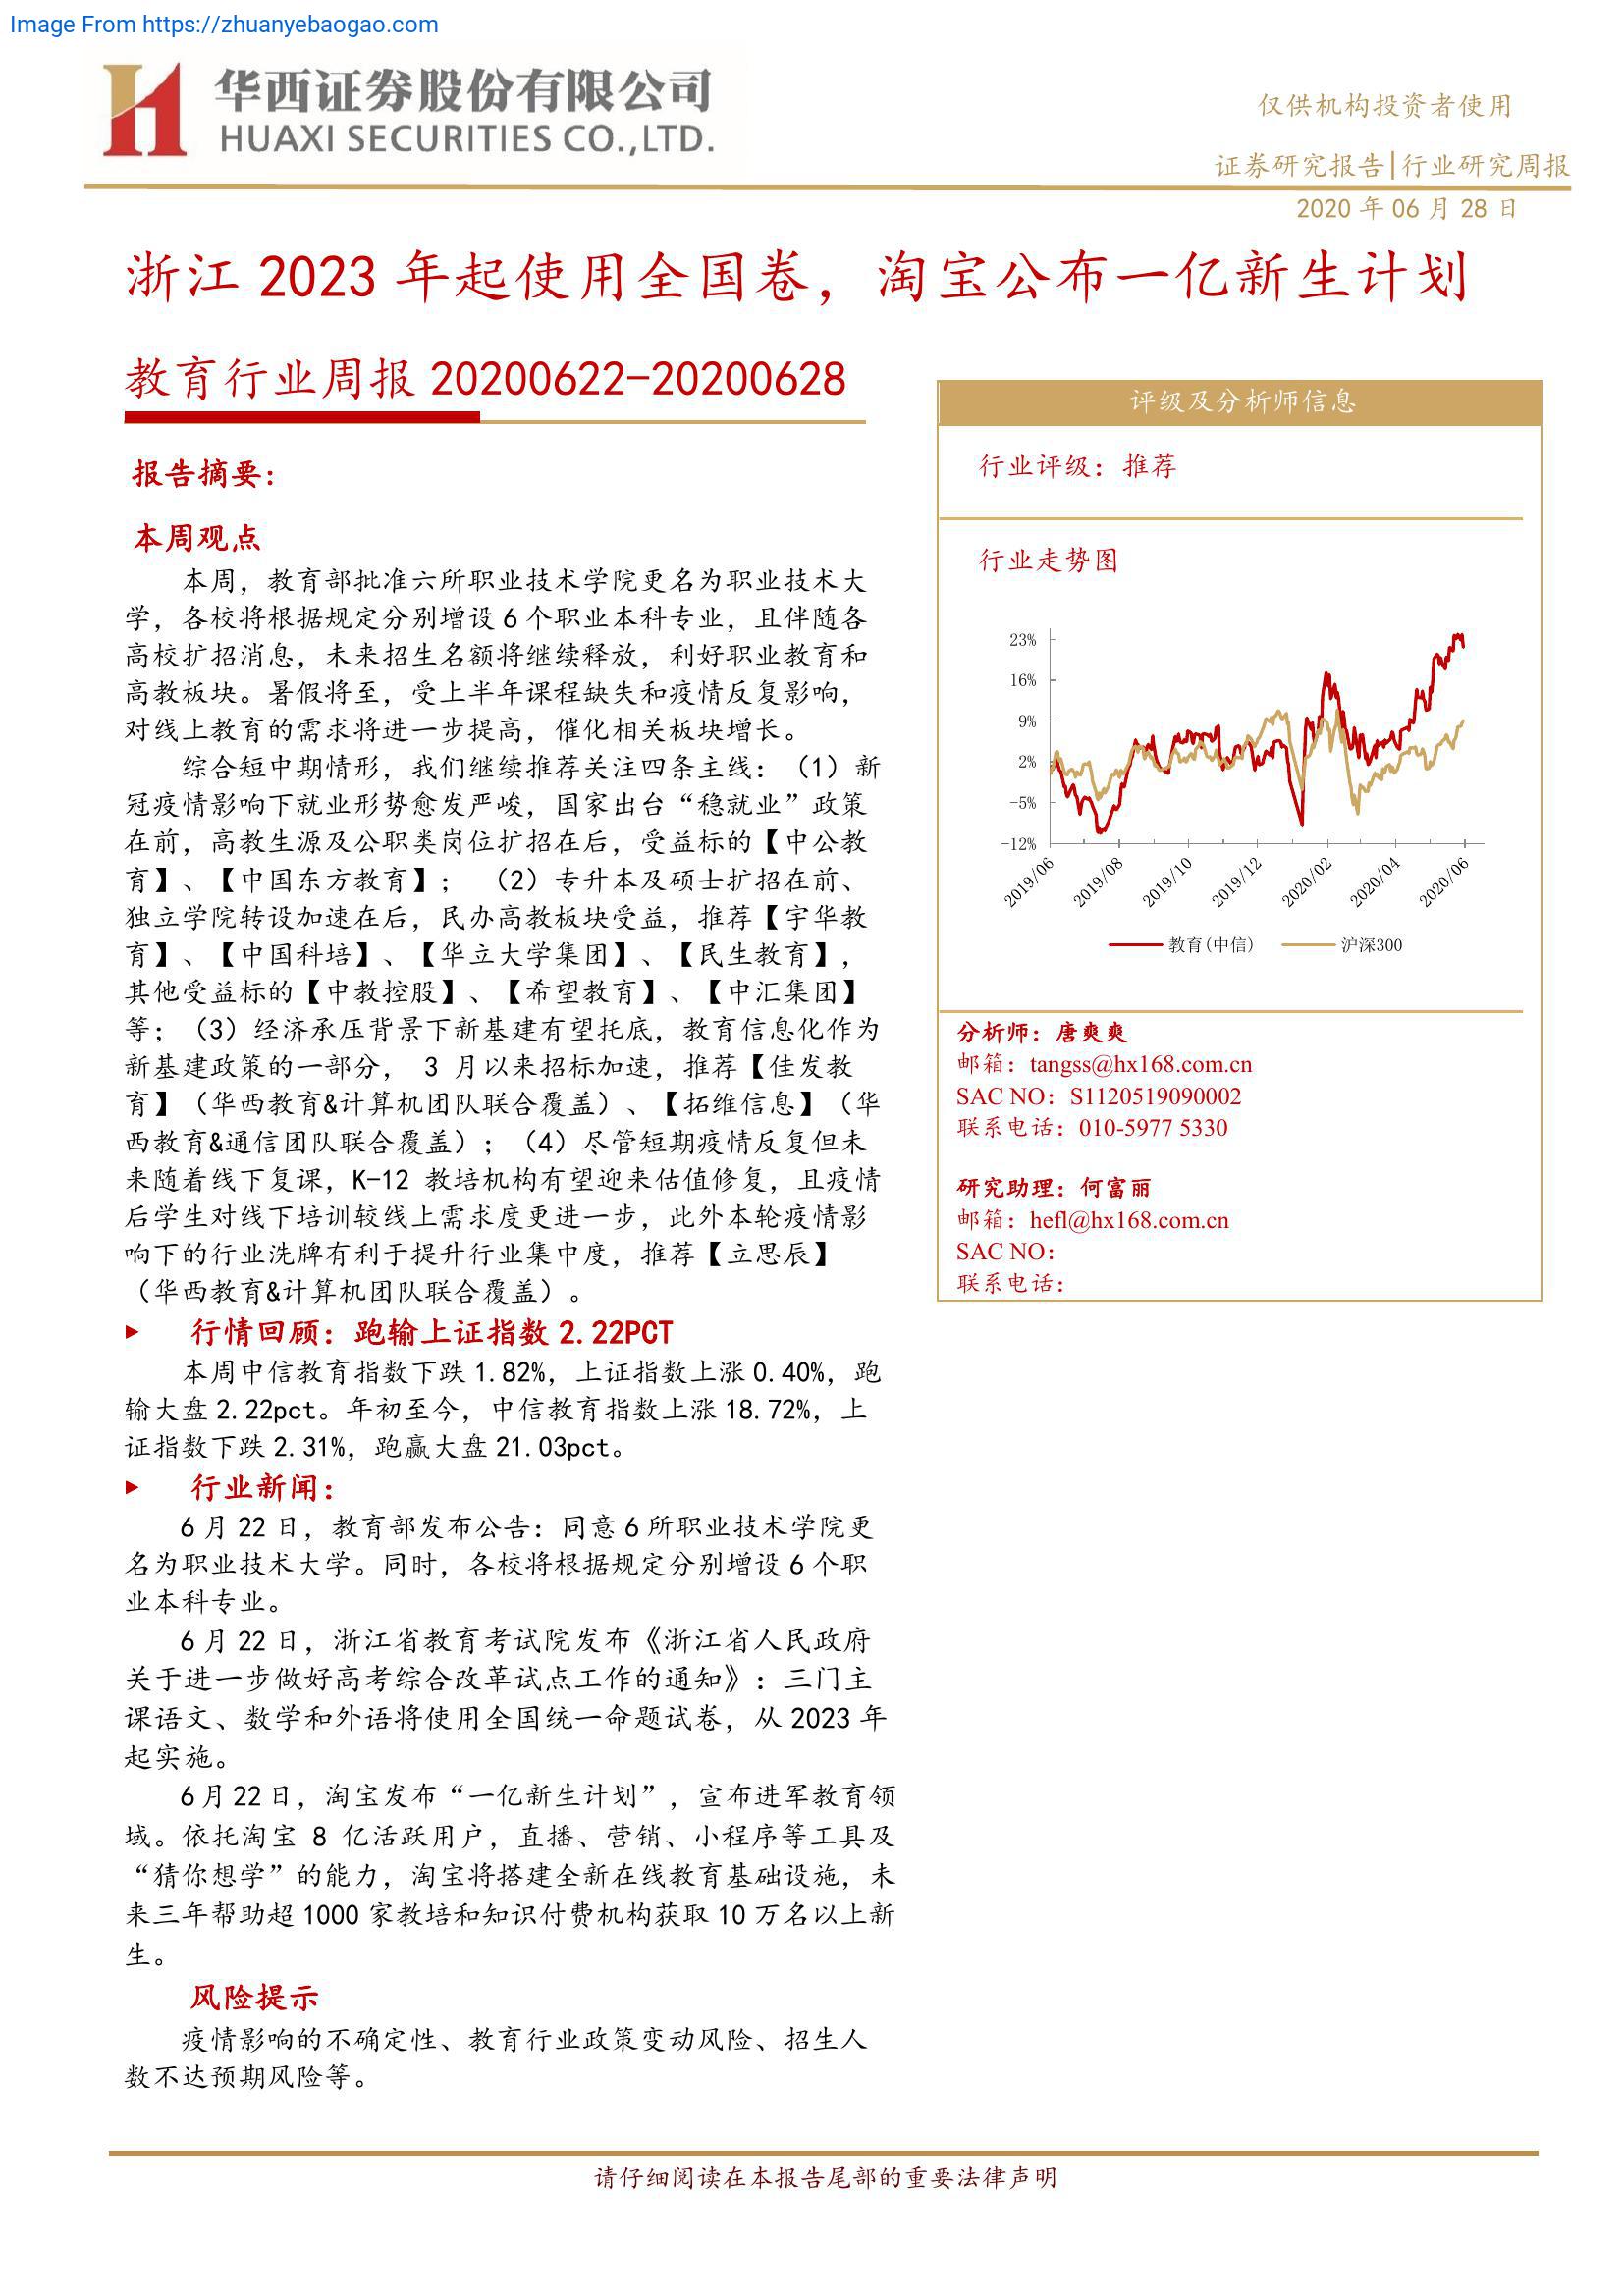 Image From https://zhuanyebaogao.com
华西证券股份有限公司
HUAXI SECURITIES CO.,LTD.
仅供机构投资者使用
证券研究报告|行业研究周报
2020 年 06 月 28 日
浙江 2023 年起使用全国卷，淘宝公布一亿新生计划
教育行业周报 20200622-20200628
报告摘要：
本周观点
本周，教育部批准六所职业技术学院更名为职业技术大
学，各校将根据规定分别增设 6 个职业本科专业，且伴随各
高校扩招消息，未来招生名额将继续释放，利好职业教育和
高教板块。暑假将至，受上半年课程缺失和疫情反复影响，
对线上教育的需求将进一步提高，催化相关板块增长。
综合短中期情形，我们继续推荐关注四条主线：（1）新
冠疫情影响下就业形势愈发严峻，国家出台“稳就业”政策
在前，高教生源及公职类岗位扩招在后，受益标的【中公教
育】、【中国东方教育】；（2）专升本及硕士扩招在前、
独立学院转设加速在后，民办高教板块受益，推荐【宇华教
育】、【中国科培】、【华立大学集团】、【民生教育】，
其他受益标的【中教控股】、【希望教育】、【中汇集团】
等；（3）经济承压背景下新基建有望托底，教育信息化作为
新基建政策的一部分， 3 月以来招标加速，推荐【佳发教
育】（华西教育&计算机团队联合覆盖）、【拓维信息】（华
西教育&通信团队联合覆盖）；（4）尽管短期疫情反复但未
来随着线下复课，K-12 教培机构有望迎来估值修复，且疫情
后学生对线下培训较线上需求度更进一步，此外本轮疫情影
响下的行业洗牌有利于提升行业集中度，推荐【立思辰】
（华西教育&计算机团队联合覆盖）。
行情回顾：跑输上证指数 2.22PCT
本周中信教育指数下跌 1.82%，上证指数上涨 0.40%，跑
输大盘 2.22pct。年初至今，中信教育指数上涨 18.72%，上
证指数下跌 2.31%，跑赢大盘 21.03pct。
行业新闻：
6 月 22 日，教育部发布公告：同意 6 所职业技术学院更
名为职业技术大学。同时，各校将根据规定分别增设 6 个职
业本科专业。
6 月 22 日，浙江省教育考试院发布《浙江省人民政府
关于进一步做好高考综合改革试点工作的通知》：三门主
课语文、数学和外语将使用全国统一命题试卷，从 2023 年
起实施。
6 月 22 日，淘宝发布“一亿新生计划”，宣布进军教育领
域。依托淘宝 8 亿活跃用户，直播、营销、小程序等工具及
“猜你想学”的能力，淘宝将搭建全新在线教育基础设施，未
来三年帮助超 1000 家教培和知识付费机构获取 10 万名以上新
生。
风险提示
疫情影响的不确定性、教育行业政策变动风险、招生人
数不达预期风险等。
评级及分析师信息
行业评级：推荐
行业走势图
23%
16%
9%
2%
-5%
-12%
2019/06
2019/08
2019/10
2019/12
2020/02
2020/04
2020/06
教育(中信)
沪深300
分析师：唐爽爽
邮箱：tangss@hx168.com.cn
SAC NO：S1120519090002
联系电话：010-5977 5330
研究助理：何富丽
邮箱：hefl@hx168.com.cn
SAC NO：
联系电话：
请仔细阅读在本报告尾部的重要法律声明